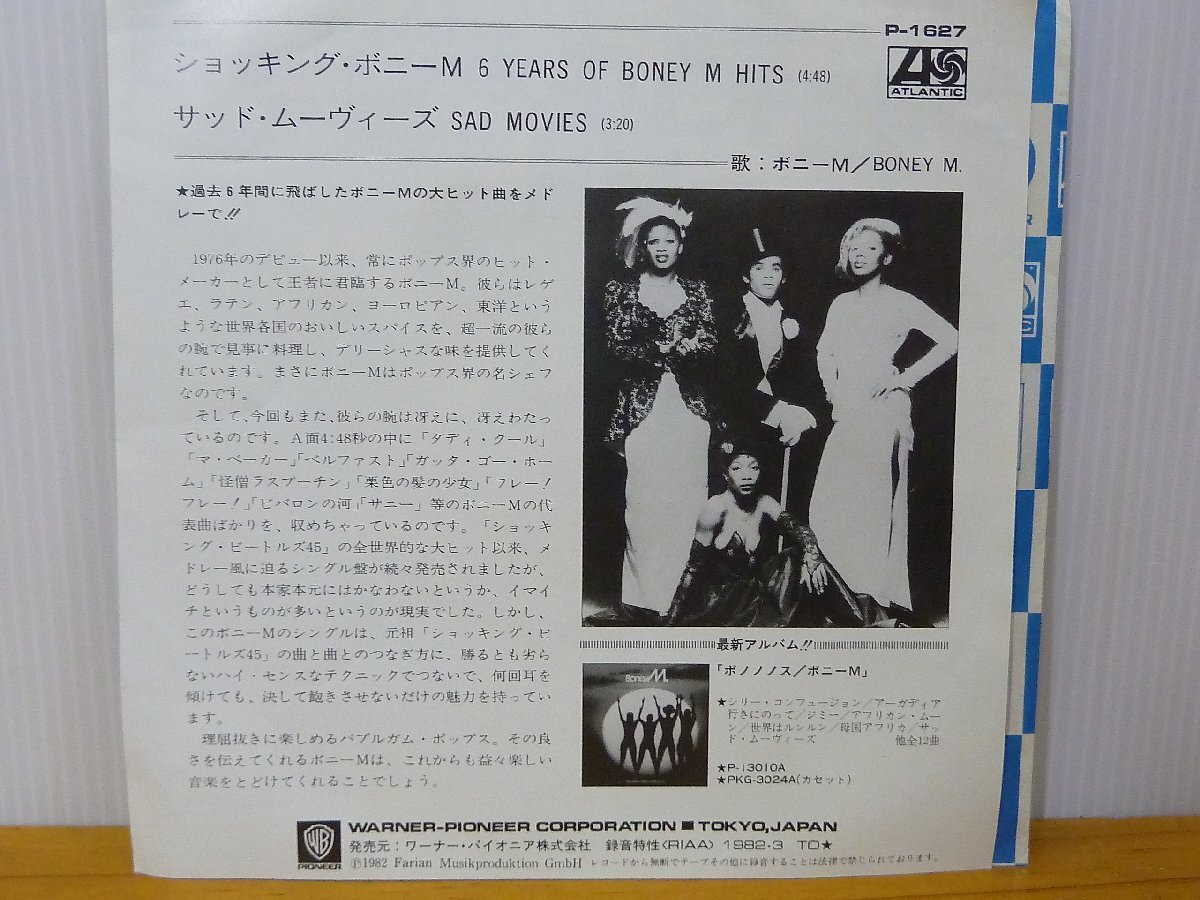 P-1627
ショッキング・ボニーM 6 YEARS OF BONEY M HITS (4:48)
ATLANTIC
サッド・ムーヴィーズ SAD MOVIES (3:20)
歌：ボニーM／BONEY M.
★過去6年間に飛ばしたボニーMの大ヒット曲をメド
レーで!!
1976年のデビュー以来、常にポップス界のヒット・
メーカーとして王者に君臨するボニーM。彼らはレゲ
エ、ラテン、アフリカン、ヨーロピアン、東洋という
ような世界各国のおいしいスパイスを、超一流の彼ら
の腕で見事に料理し、デリーシャスな味を提供してく
れています。まさにボニーMはポップス界の名シェフ
なのです。
そして、今回もまた、彼らの腕は冴えに、冴えわたっ
ているのです。A面4:48秒の中に「ダディ・クール」
「マ・ベーカー」「ベルファスト」「ガッタ・ゴー・ホー
ム」「怪僧ラスプーチン」「栗色の髪の少女」「フレー!
フレー!」「ビバロンの河」「サニー」等のボニーMの代
表曲ばかりを、収めちゃっているのです。「ショッキ
ング・ビートルズ45」の全世界的な大ヒット以来、メ
ドレー風に迫るシングル盤が続々発売されましたが、
どうしても本家本元にはかなわないというか、イマイ
チというものが多いというのが現実でした。しかし、
このボニーMのシングルは、元祖「ショッキング・ビ
ートルズ45」の曲と曲とのつなぎ方に、勝るとも劣ら
ないハイ・センスなテクニックでつないで、何回耳を
傾けても、決して飽きさせないだけの魅力を持ってい
ます。
理屈抜きに楽しめるバブルガム・ポップス。その良
さを伝えてくれるボニーMは、これからも益々楽しい
音楽をとどけてくれることでしょう。
最新アルバム!!
Boney M.
「ボノノノス／ボニーM」
★シリー・コンフュージョン／アーガディア
行きにのって／ジミー／アフリカン・ムー
ン／世界はルンルン／母国アフリカ／サッ
ド・ムーヴィーズ 他全12曲
★P-13010A
★PKG-3024A(カセット)
WB
PIONEER
WARNER-PIONEER CORPORATION ■ TOKYO, JAPAN
発売元：ワーナー・パイオニア株式会社 録音特性〈RIAA〉1982・3 TO★
Ⓟ1982 Farian Musikproduktion GmbH レコードから無断でテープその他に録音することは法律で禁じられております。